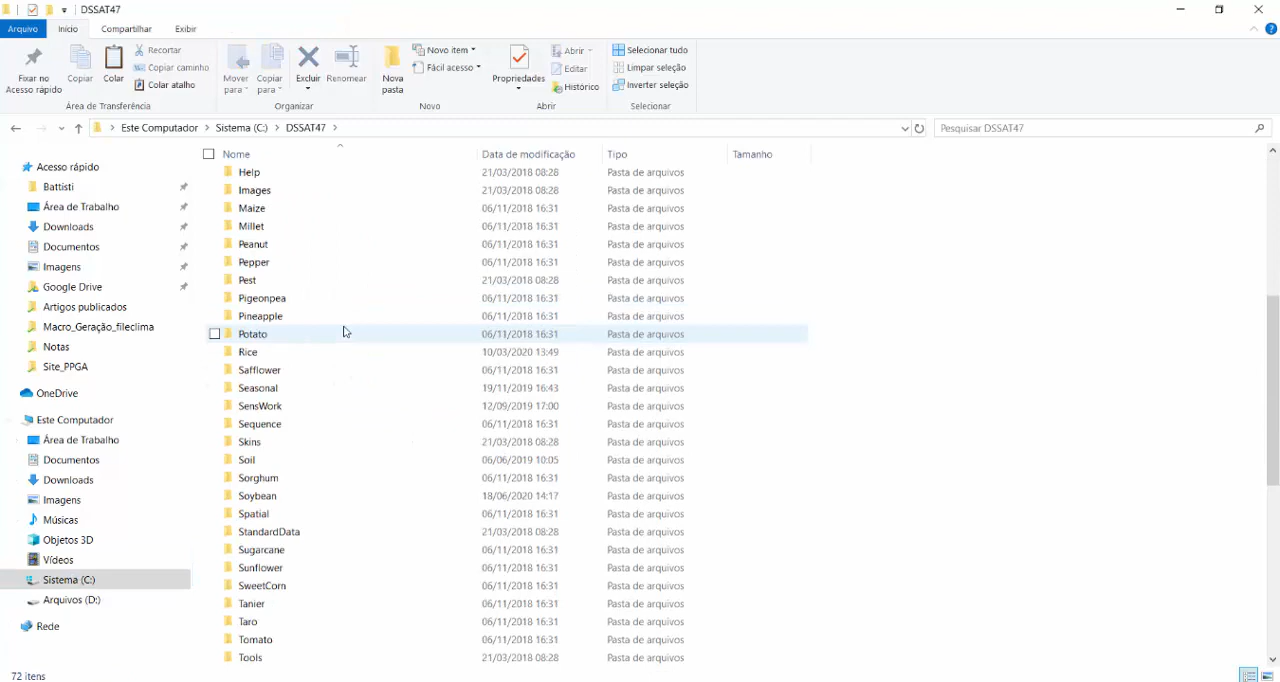 DSSAT47
Arquivo Início Compartilhar Exibir
Fixar no Acesso rápido
Copiar
Colar
Recortar
Copiar caminho
Colar atalho
Mover para
Copiar para
Excluir
Renomear
Nova pasta
Novo item
Fácil acesso
Propriedades
Abrir
Editar
Histórico
Selecionar tudo
Limpar seleção
Inverter seleção
Área de Transferência Organizar Novo Abrir Selecionar
Este Computador > Sistema (C:) > DSSAT47 >
Pesquisar DSSAT47
Acesso rápido
Battisti
Área de Trabalho
Downloads
Documentos
Imagens
Google Drive
Artigos publicados
Macro_Geração_fileclima
Notas
Site_PPGA
OneDrive
Este Computador
Área de Trabalho
Documentos
Downloads
Imagens
Músicas
Objetos 3D
Vídeos
Sistema (C:)
Arquivos (D:)
Rede
Nome Data de modificação Tipo Tamanho
Help 21/03/2018 08:28 Pasta de arquivos
Images 21/03/2018 08:28 Pasta de arquivos
Maize 06/11/2018 16:31 Pasta de arquivos
Millet 06/11/2018 16:31 Pasta de arquivos
Peanut 06/11/2018 16:31 Pasta de arquivos
Pepper 06/11/2018 16:31 Pasta de arquivos
Pest 21/03/2018 08:28 Pasta de arquivos
Pigeonpea 06/11/2018 16:31 Pasta de arquivos
Pineapple 06/11/2018 16:31 Pasta de arquivos
Potato 06/11/2018 16:31 Pasta de arquivos
Rice 10/03/2020 13:49 Pasta de arquivos
Safflower 06/11/2018 16:31 Pasta de arquivos
Seasonal 19/11/2019 16:43 Pasta de arquivos
SensWork 12/09/2019 17:00 Pasta de arquivos
Sequence 06/11/2018 16:31 Pasta de arquivos
Skins 21/03/2018 08:28 Pasta de arquivos
Soil 06/06/2019 10:05 Pasta de arquivos
Sorghum 06/11/2018 16:31 Pasta de arquivos
Soybean 18/06/2020 14:17 Pasta de arquivos
Spatial 06/11/2018 16:31 Pasta de arquivos
StandardData 21/03/2018 08:28 Pasta de arquivos
Sugarcane 06/11/2018 16:31 Pasta de arquivos
Sunflower 06/11/2018 16:31 Pasta de arquivos
SweetCorn 06/11/2018 16:31 Pasta de arquivos
Tanier 06/11/2018 16:31 Pasta de arquivos
Taro 06/11/2018 16:31 Pasta de arquivos
Tomato 06/11/2018 16:31 Pasta de arquivos
Tools 21/03/2018 08:28 Pasta de arquivos
72 itens